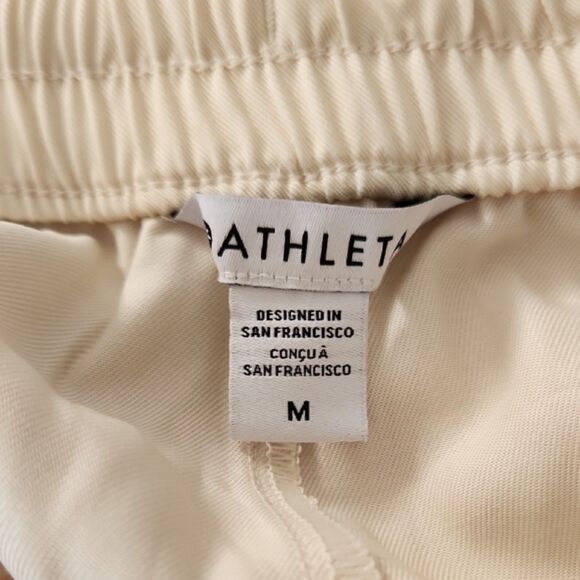 ATHLETA
DESIGNED IN
SAN FRANCISCO
CONÇU À
SAN FRANCISCO
M